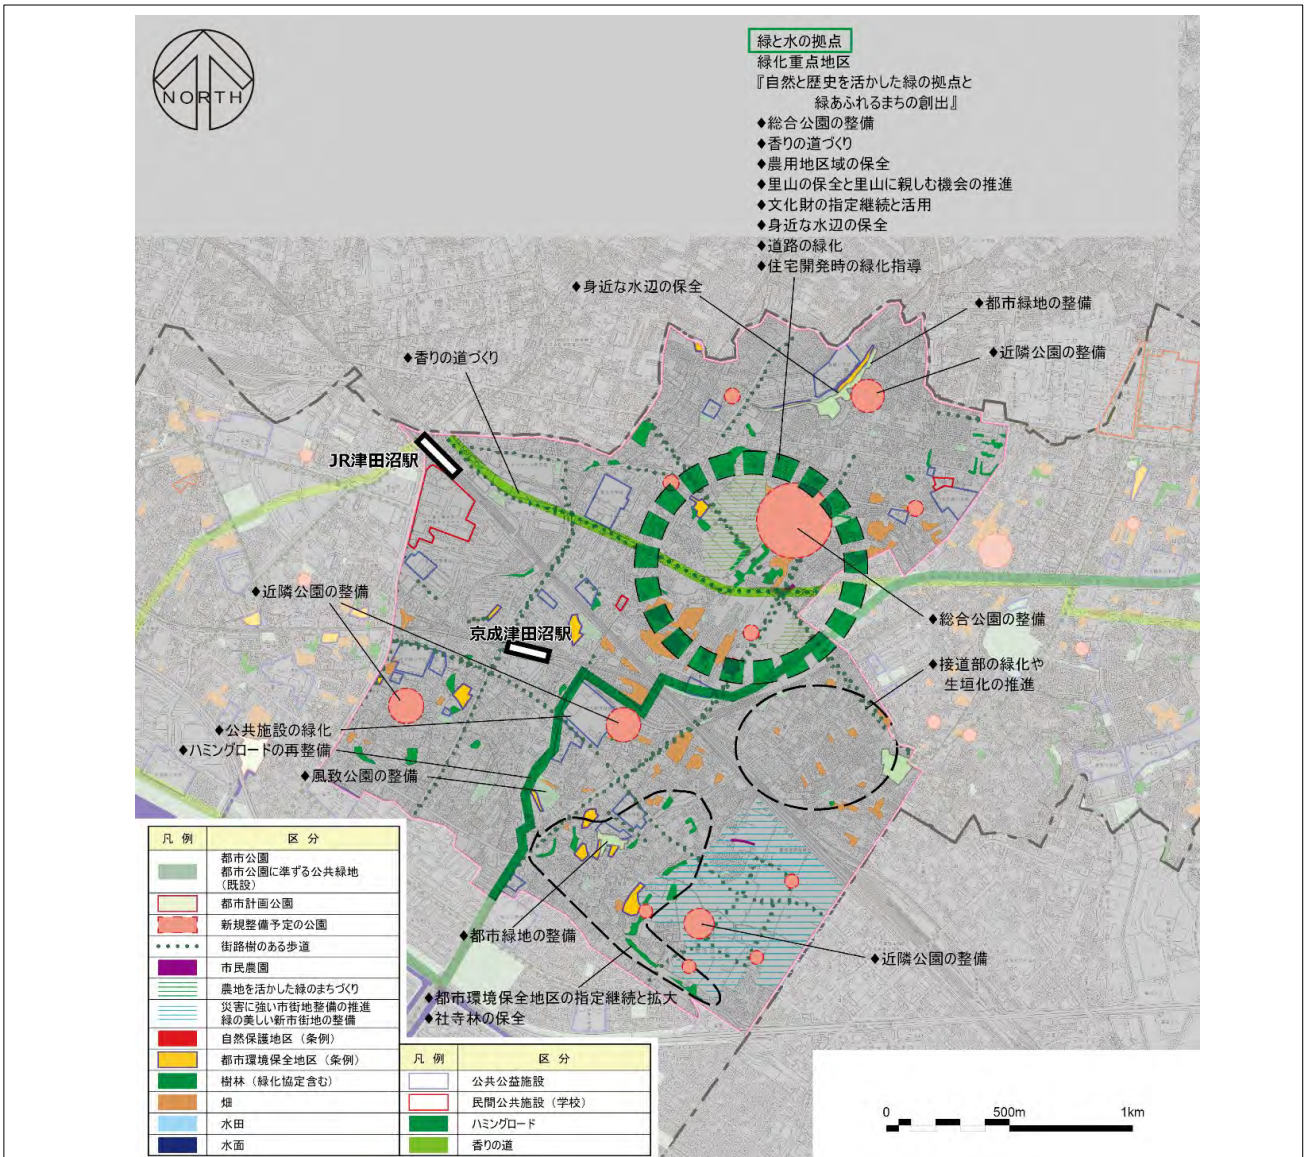 NORTH
緑と水の拠点
緑化重点地区
『自然と歴史を活かした緑の拠点と
緑あふれるまちの創出』
◆総合公園の整備
◆香りの道づくり
◆農用地区域の保全
◆里山の保全と里山に親しむ機会の推進
◆文化財の指定継続と活用
◆身近な水辺の保全
◆道路の緑化
◆住宅開発時の緑化指導
◆身近な水辺の保全
◆都市緑地の整備
◆近隣公園の整備
◆香りの道づくり
JR津田沼駅
◆近隣公園の整備
京成津田沼駅
◆総合公園の整備
◆接道部の緑化や
生垣化の推進
◆公共施設の緑化
◆ハミングロードの再整備
◆風致公園の整備
◆都市緑地の整備
◆近隣公園の整備
◆都市環境保全地区の指定継続と拡大
◆社寺林の保全
凡 例 区 分
都市公園
都市公園に準ずる公共緑地
（既設）
都市計画公園
新規整備予定の公園
街路樹のある歩道
市民農園
農地を活かした緑のまちづくり
災害に強い市街地整備の推進
緑の美しい新市街地の整備
自然保護地区（条例）
都市環境保全地区（条例）
樹林（緑化協定含む）
畑
水田
水面
凡 例 区 分
公共公益施設
民間公共施設（学校）
ハミングロード
香りの道
0 500m 1km